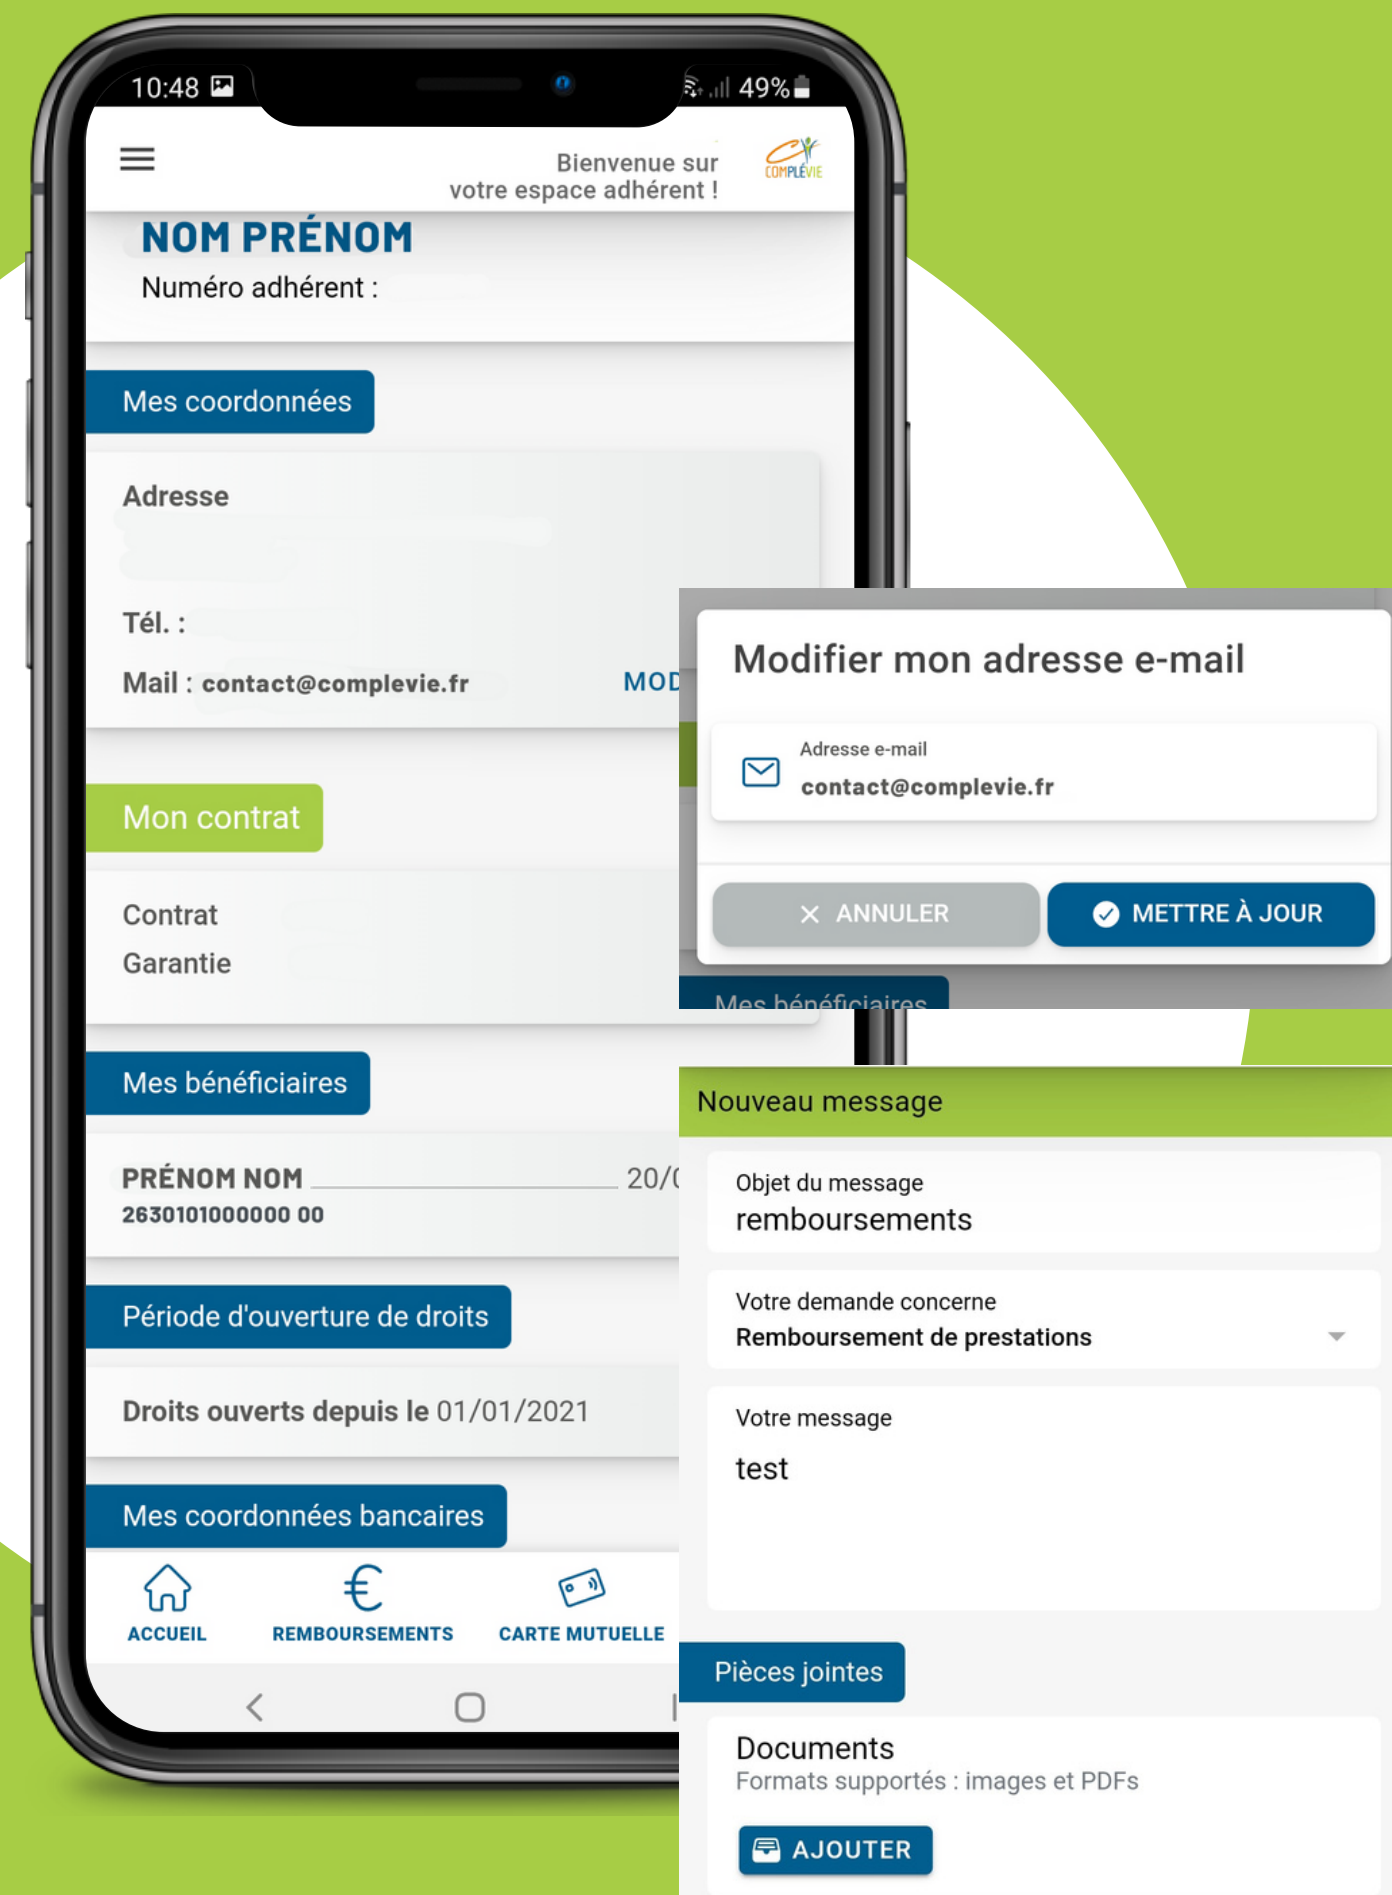 10:48
49%
Bienvenue sur
votre espace adhérent !
COMPLÉVIE
NOM PRÉNOM
Numéro adhérent :
Mes coordonnées
Adresse
Tél. :
Mail : contact@complevie.fr
Mon contrat
Contrat
Garantie
Mes bénéficiaires
PRÉNOM NOM
2630101000000 00
Période d'ouverture de droits
Droits ouverts depuis le 01/01/2021
Mes coordonnées bancaires
ACCUEIL
REMBOURSEMENTS
CARTE MUTUELLE
Modifier mon adresse e-mail
Adresse e-mail
contact@complevie.fr
ANNULER
METTRE À JOUR
Mes bénéficiaires
Nouveau message
Objet du message
remboursements
Votre demande concerne
Remboursement de prestations
Votre message
test
Pièces jointes
Documents
Formats supportés : images et PDFs
AJOUTER